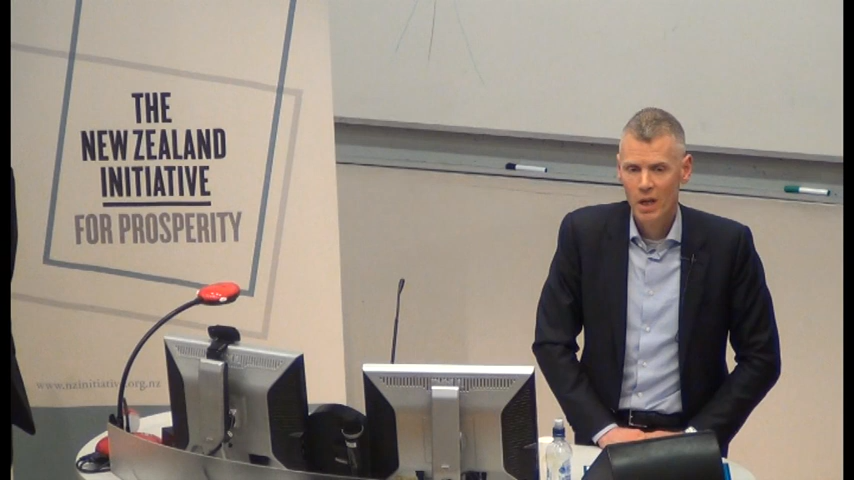 THE
NEW ZEALAND
INITIATIVE
FOR PROSPERITY
www.nzinitiative.org.nz